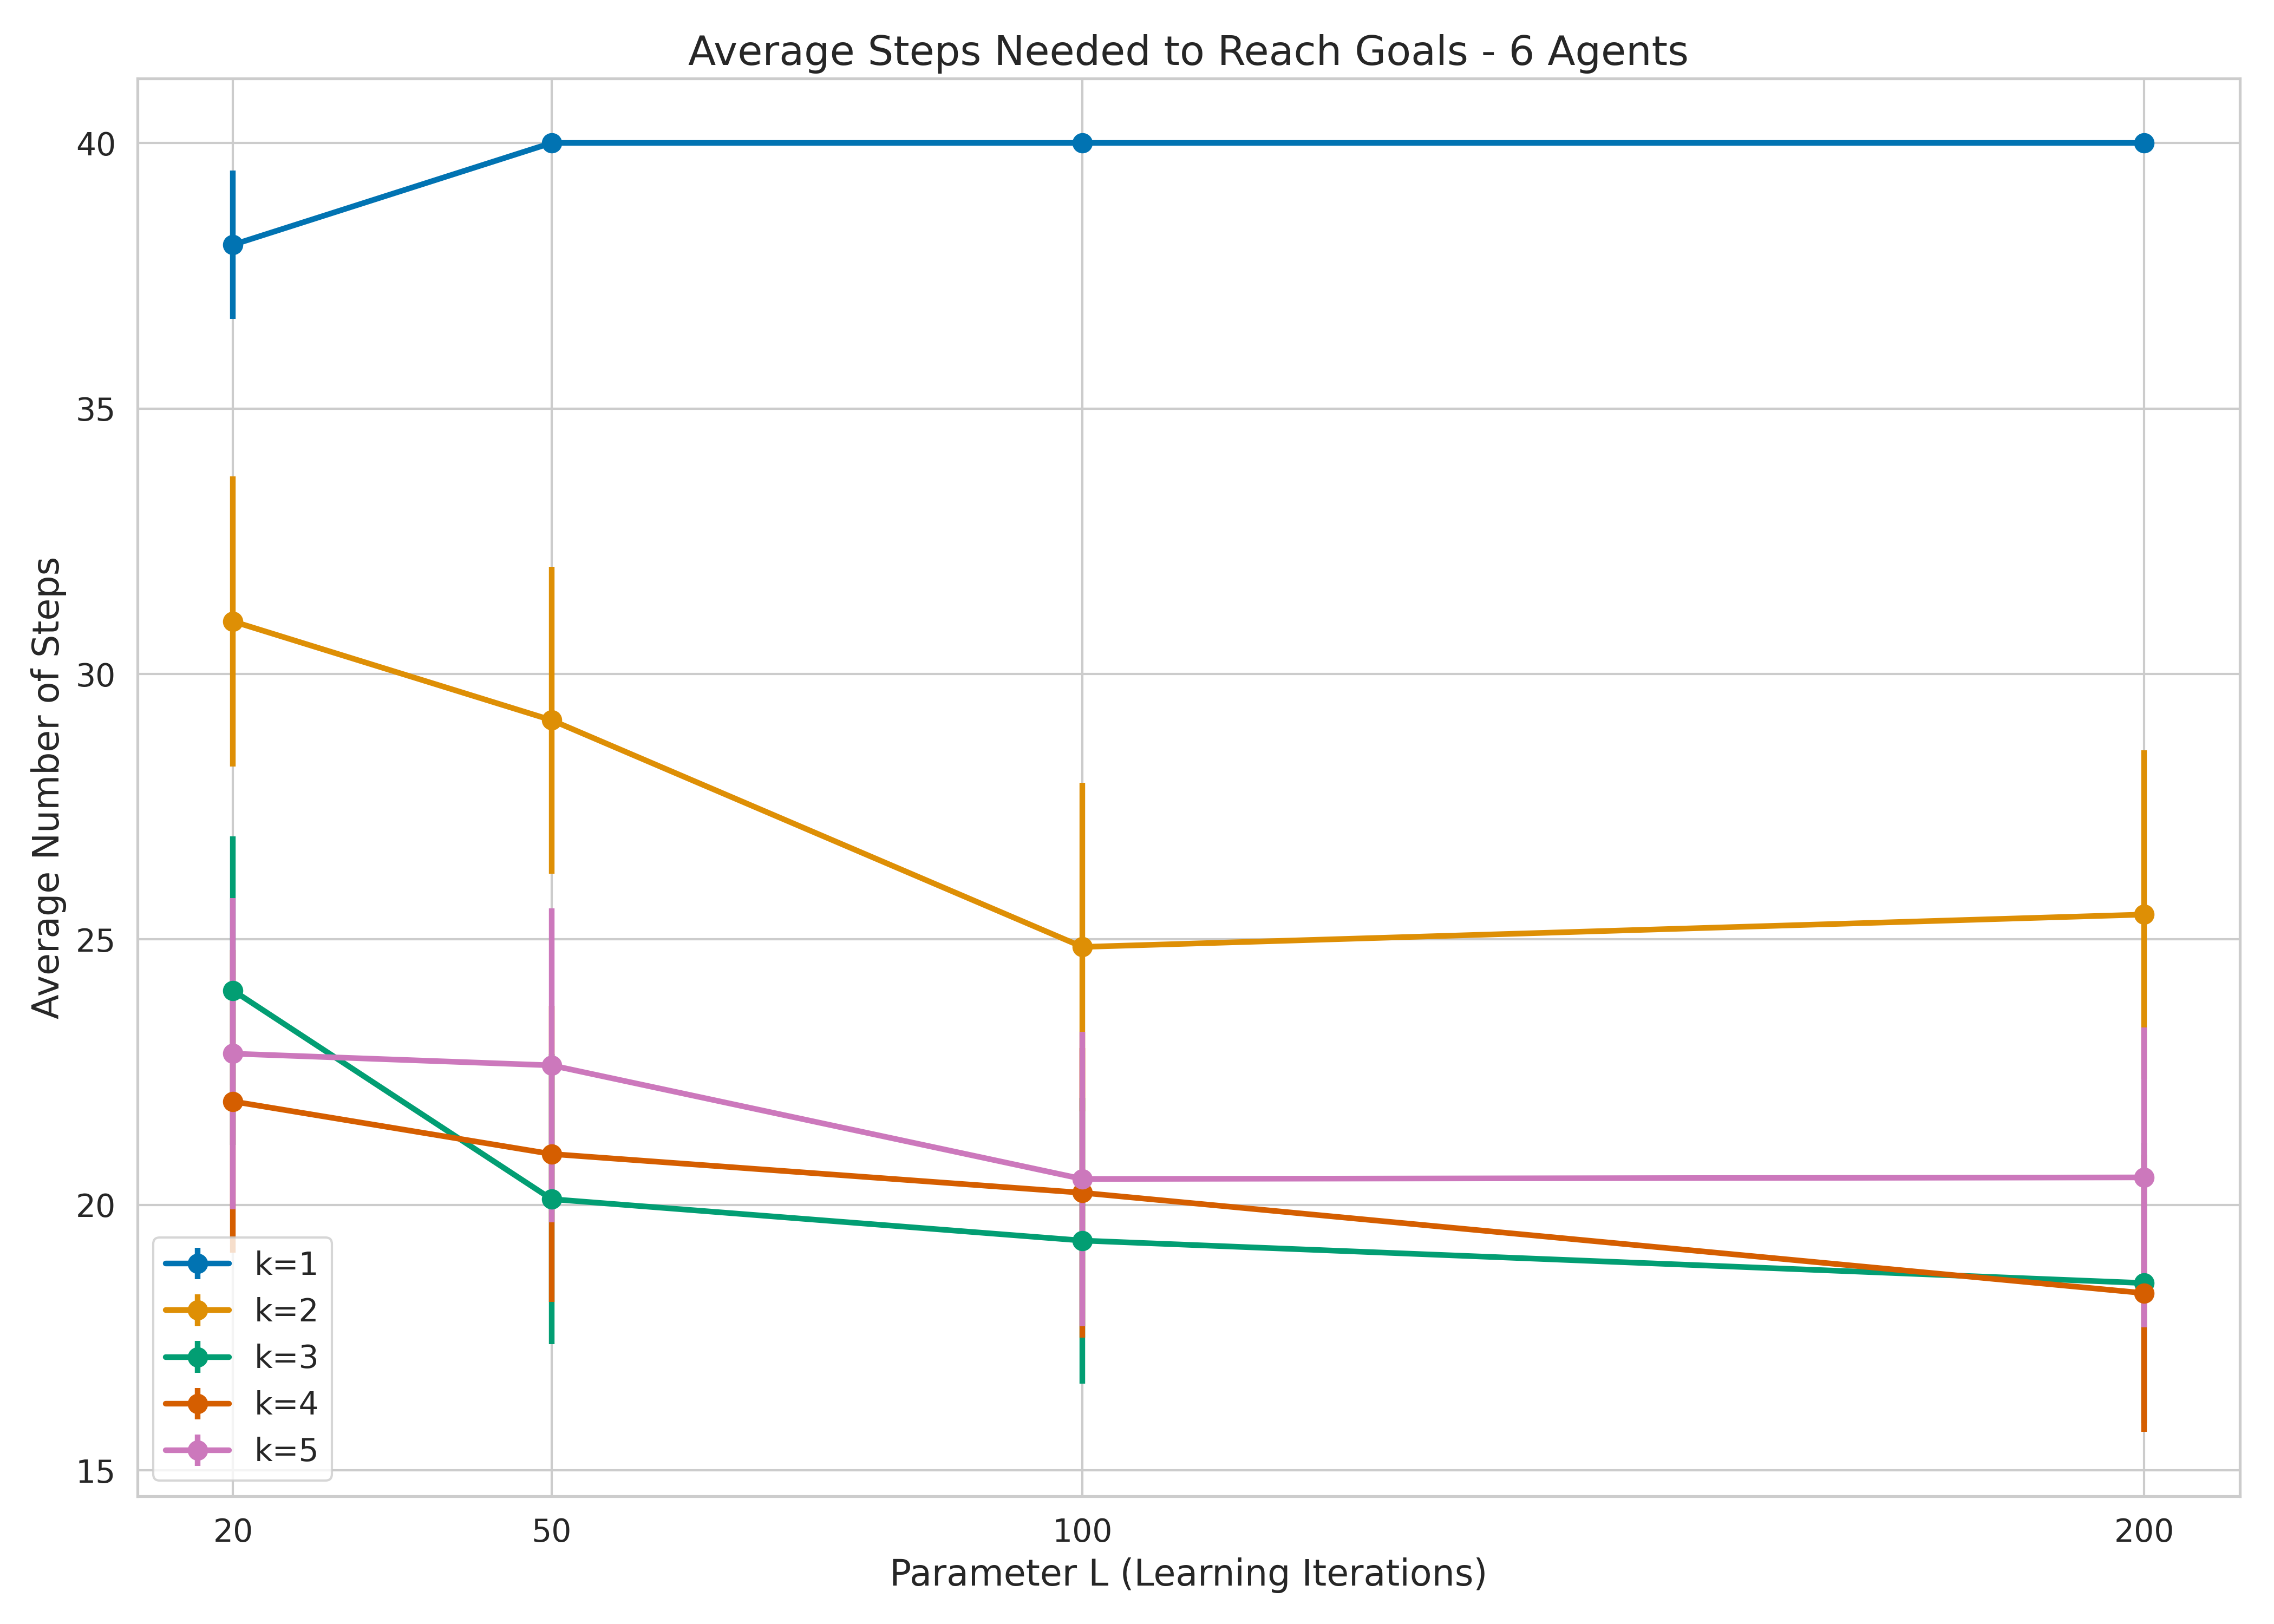 Average Steps Needed to Reach Goals - 6 Agents
40
35
30
25
20
15
Average Number of Steps
k=1
k=2
k=3
k=4
k=5
20 50 100 200
Parameter L (Learning Iterations)